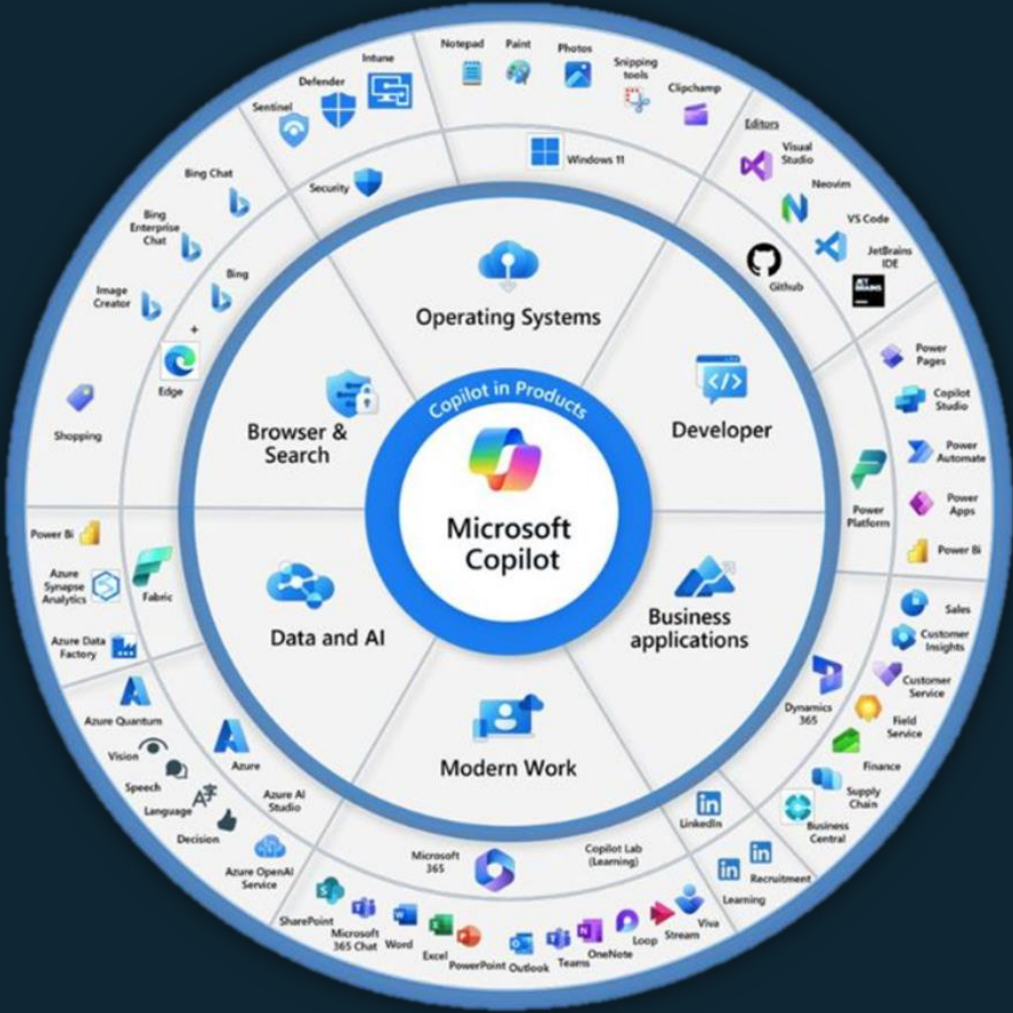 Notepad
Paint
Photos
Snipping
tools
Clipchamp
Windows 11
Intune
Defender
Sentinel
Security
Editors
Visual
Studio
Neovim
VS Code
JetBrains
IDE
JET
BRAINS
Github
Power
Pages
Copilot
Studio
Power
Automate
Power
Apps
Power Bi
Power
Platform
Sales
Customer
Insights
Customer
Service
Field
Service
Finance
Supply
Chain
Business
Central
Dynamics
365
LinkedIn
Recruitment
Learning
Copilot Lab
(Learning)
Microsoft
365
SharePoint
Microsoft
365 Chat
Word
Excel
PowerPoint
Outlook
Teams
OneNote
Loop
Stream
Viva
Azure
Azure AI
Studio
Azure Quantum
Vision
Speech
Language
Decision
Azure OpenAI
Service
Fabric
Power Bi
Azure
Synapse
Analytics
Azure Data
Factory
Bing Chat
Bing
Enterprise
Chat
Image
Creator
Shopping
Bing
+
Edge
Operating Systems
Developer
Business
applications
Modern Work
Data and AI
Browser &
Search
Copilot in Products
Microsoft
Copilot